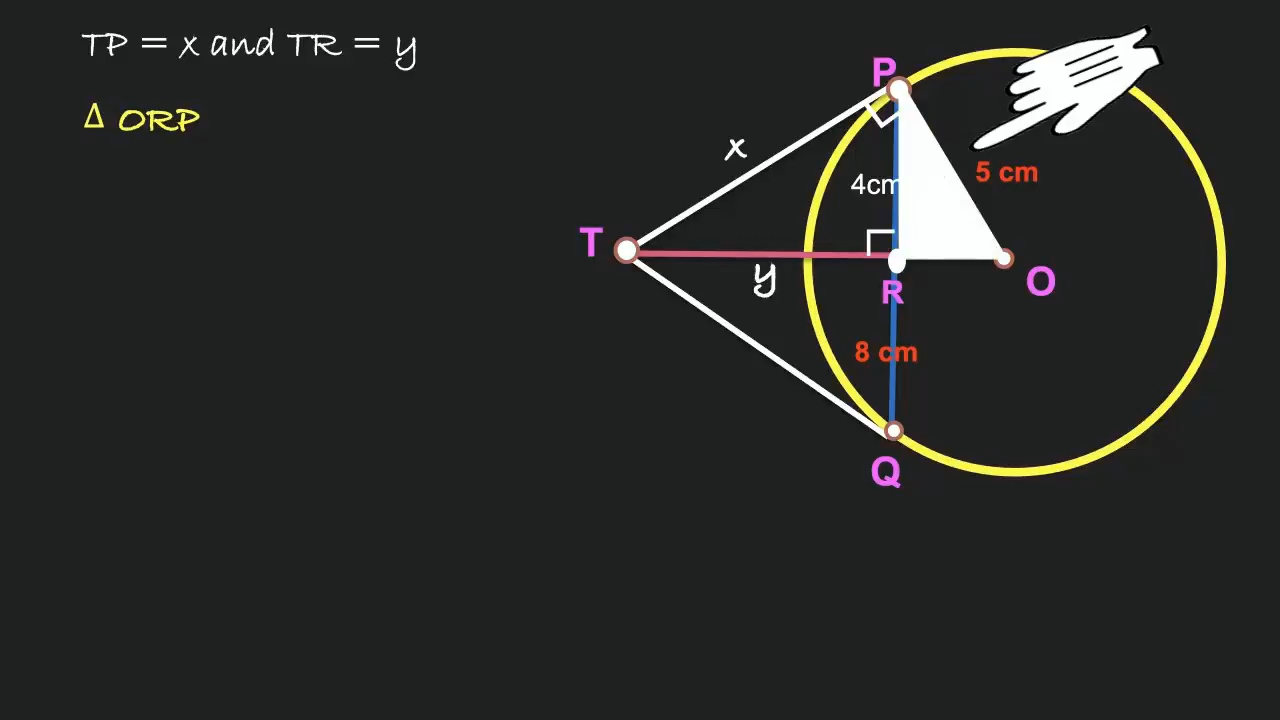 TP = x and TR = y
Δ ORP
P
x
4cm
5 cm
T
y
R
O
8 cm
Q